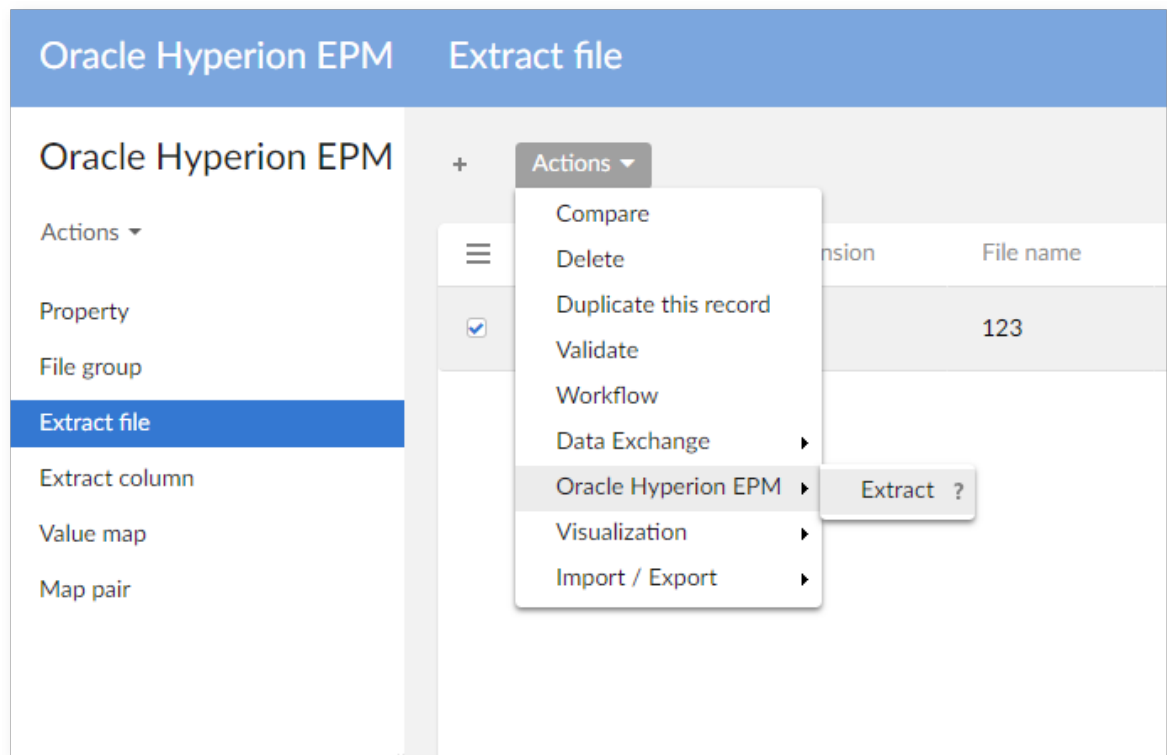 Oracle Hyperion EPM Extract file
Oracle Hyperion EPM
Actions
Property
File group
Extract file
Extract column
Value map
Map pair
+ Actions
Compare
Delete
Duplicate this record
Validate
Workflow
Data Exchange
Oracle Hyperion EPM
Visualization
Import / Export
Extract ?
nsion File name
123